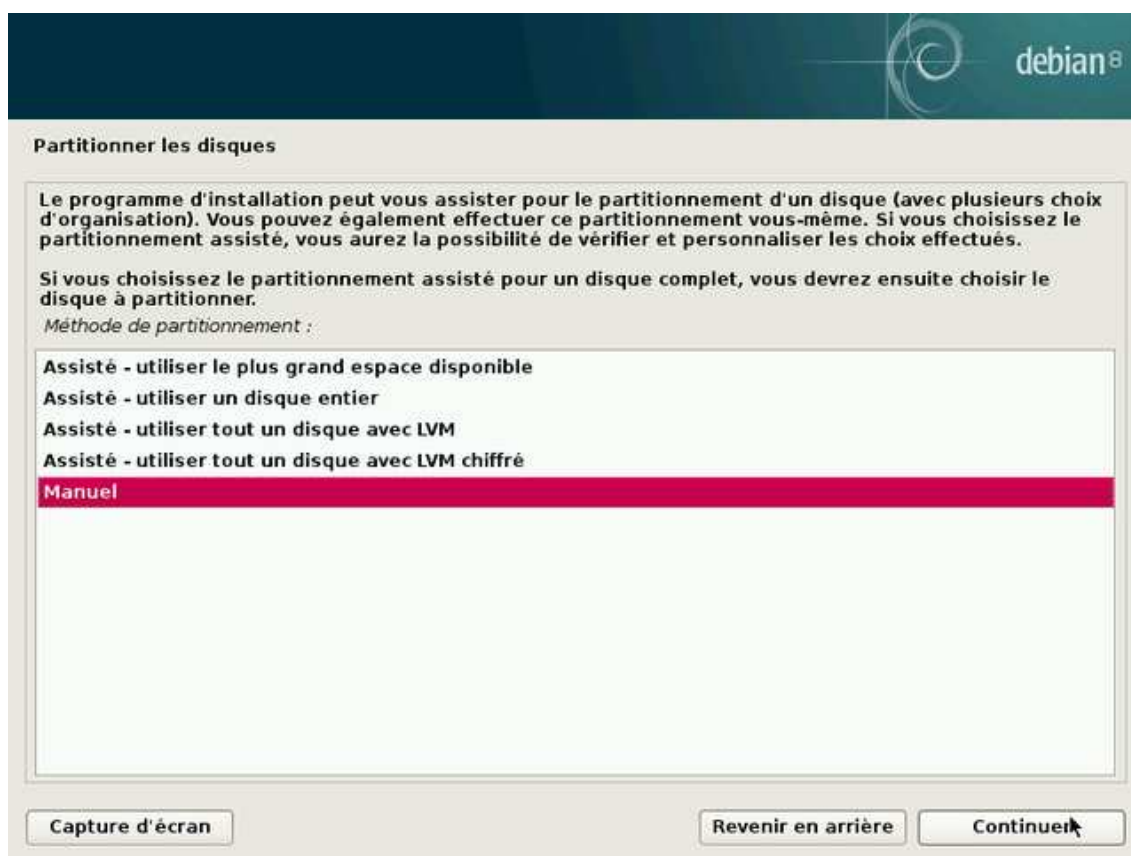 debian 8
Partitionner les disques
Le programme d'installation peut vous assister pour le partitionnement d'un disque (avec plusieurs choix
d'organisation). Vous pouvez également effectuer ce partitionnement vous-même. Si vous choisissez le
partitionnement assisté, vous aurez la possibilité de vérifier et personnaliser les choix effectués.
Si vous choisissez le partitionnement assisté pour un disque complet, vous devrez ensuite choisir le
disque à partitionner.
Méthode de partitionnement :
Assisté - utiliser le plus grand espace disponible
Assisté - utiliser un disque entier
Assisté - utiliser tout un disque avec LVM
Assisté - utiliser tout un disque avec LVM chiffré
Manuel
Capture d'écran
Revenir en arrière
Continuer